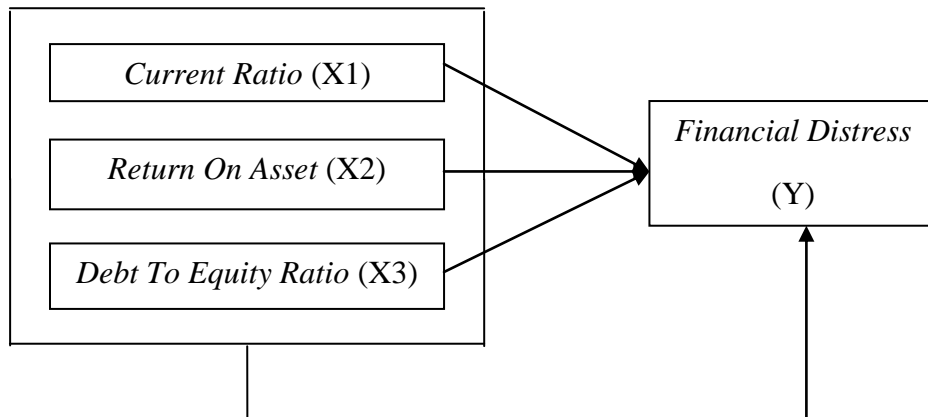 Current Ratio (X1)
Return On Asset (X2)
Debt To Equity Ratio (X3)
Financial Distress
(Y)